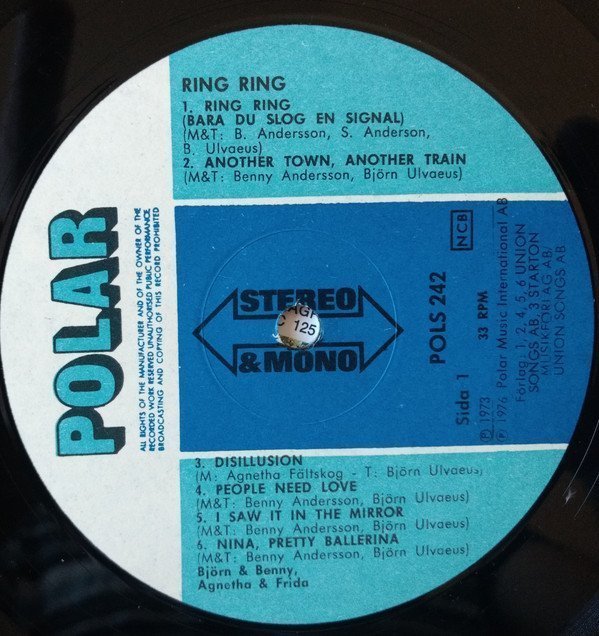 RING RING
1. RING RING
(BARA DU SLOG EN SIGNAL)
(M&T: B. Andersson, S. Anderson,
B. Ulvaeus)
2. ANOTHER TOWN, ANOTHER TRAIN
(M&T: Benny Andersson, Björn Ulvaeus)
POLAR
ALL RIGHTS OF THE MANUFACTURER AND OF THE OWNER OF THE
RECORDED WORK RESERVED UNAUTHORISED PUBLIC PERFORMANCE,
BROADCASTING AND COPYING OF THIS RECORD PROHIBITED
STEREO
& MONO
125
POLS 242
NCB
Sida 1
33 RPM
Ⓟ 1973
Ⓟ 1976 Polar Music International AB
Förlag 1, 2, 4, 5, 6 UNION
SONGS AB, 3 STARTON
MUSIKFÖRLAG AB/
UNION SONGS AB
3. DISILLUSION
(M: Agnetha Fältskog - T: Björn Ulvaeus)
4. PEOPLE NEED LOVE
(M&T: Benny Andersson, Björn Ulvaeus)
5. I SAW IT IN THE MIRROR
(M&T: Benny Andersson, Björn Ulvaeus)
6. NINA, PRETTY BALLERINA
(M&T: Benny Andersson, Björn Ulvaeus)
Björn & Benny,
Agnetha & Frida